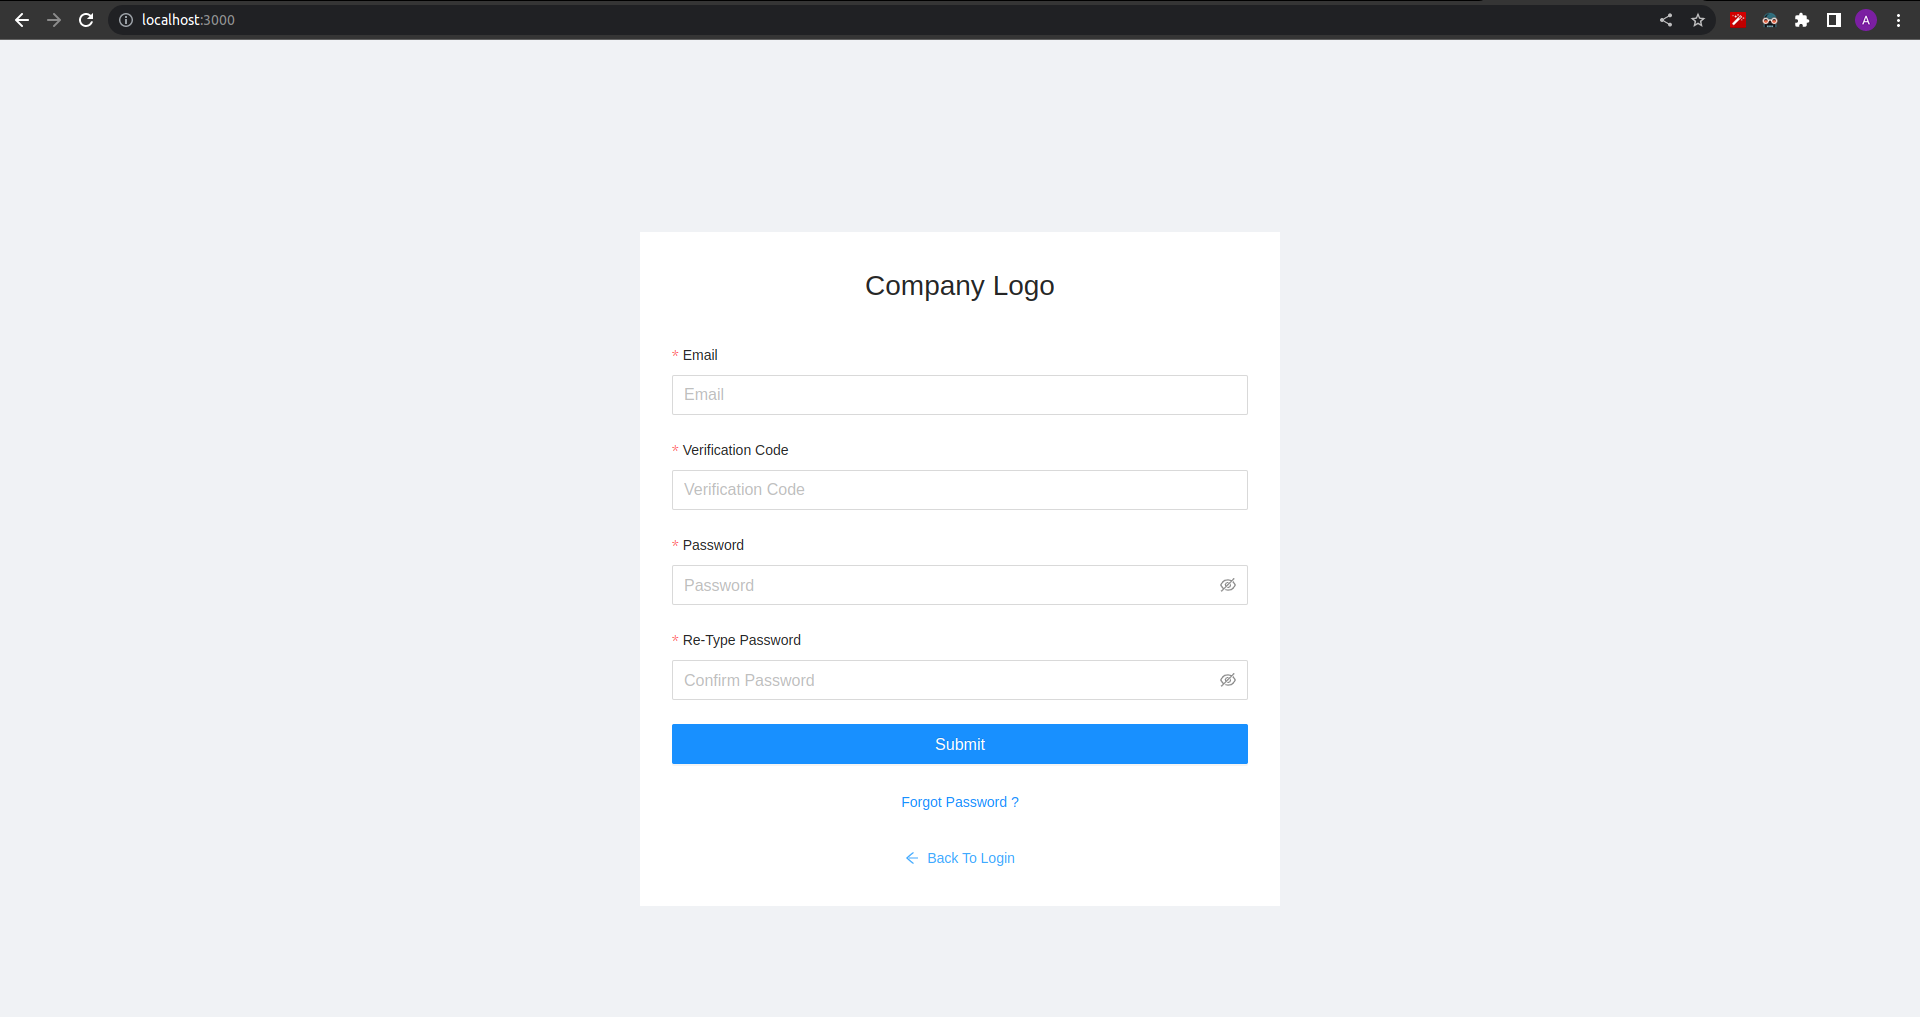 localhost:3000
A
Company Logo
* Email
Email
* Verification Code
Verification Code
* Password
Password
* Re-Type Password
Confirm Password
Submit
Forgot Password ?
Back To Login